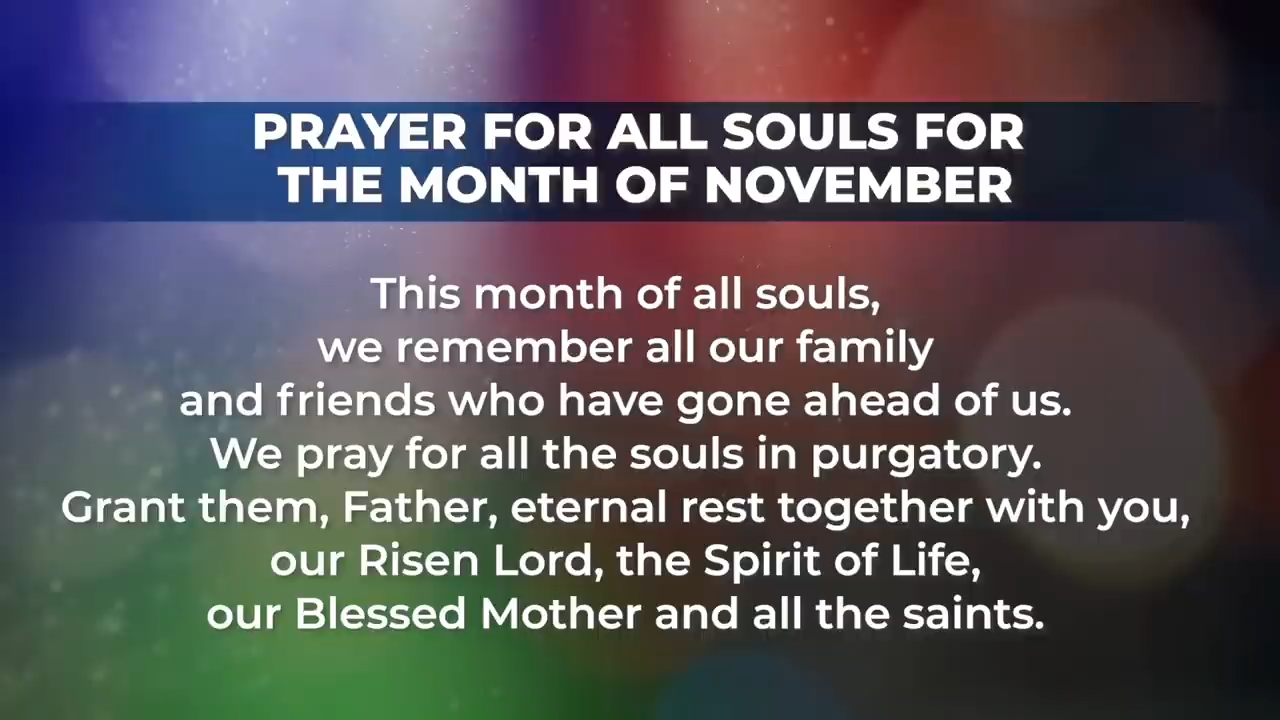 PRAYER FOR ALL SOULS FOR
THE MONTH OF NOVEMBER
This month of all souls,
we remember all our family
and friends who have gone ahead of us.
We pray for all the souls in purgatory.
Grant them, Father, eternal rest together with you,
our Risen Lord, the Spirit of Life,
our Blessed Mother and all the saints.